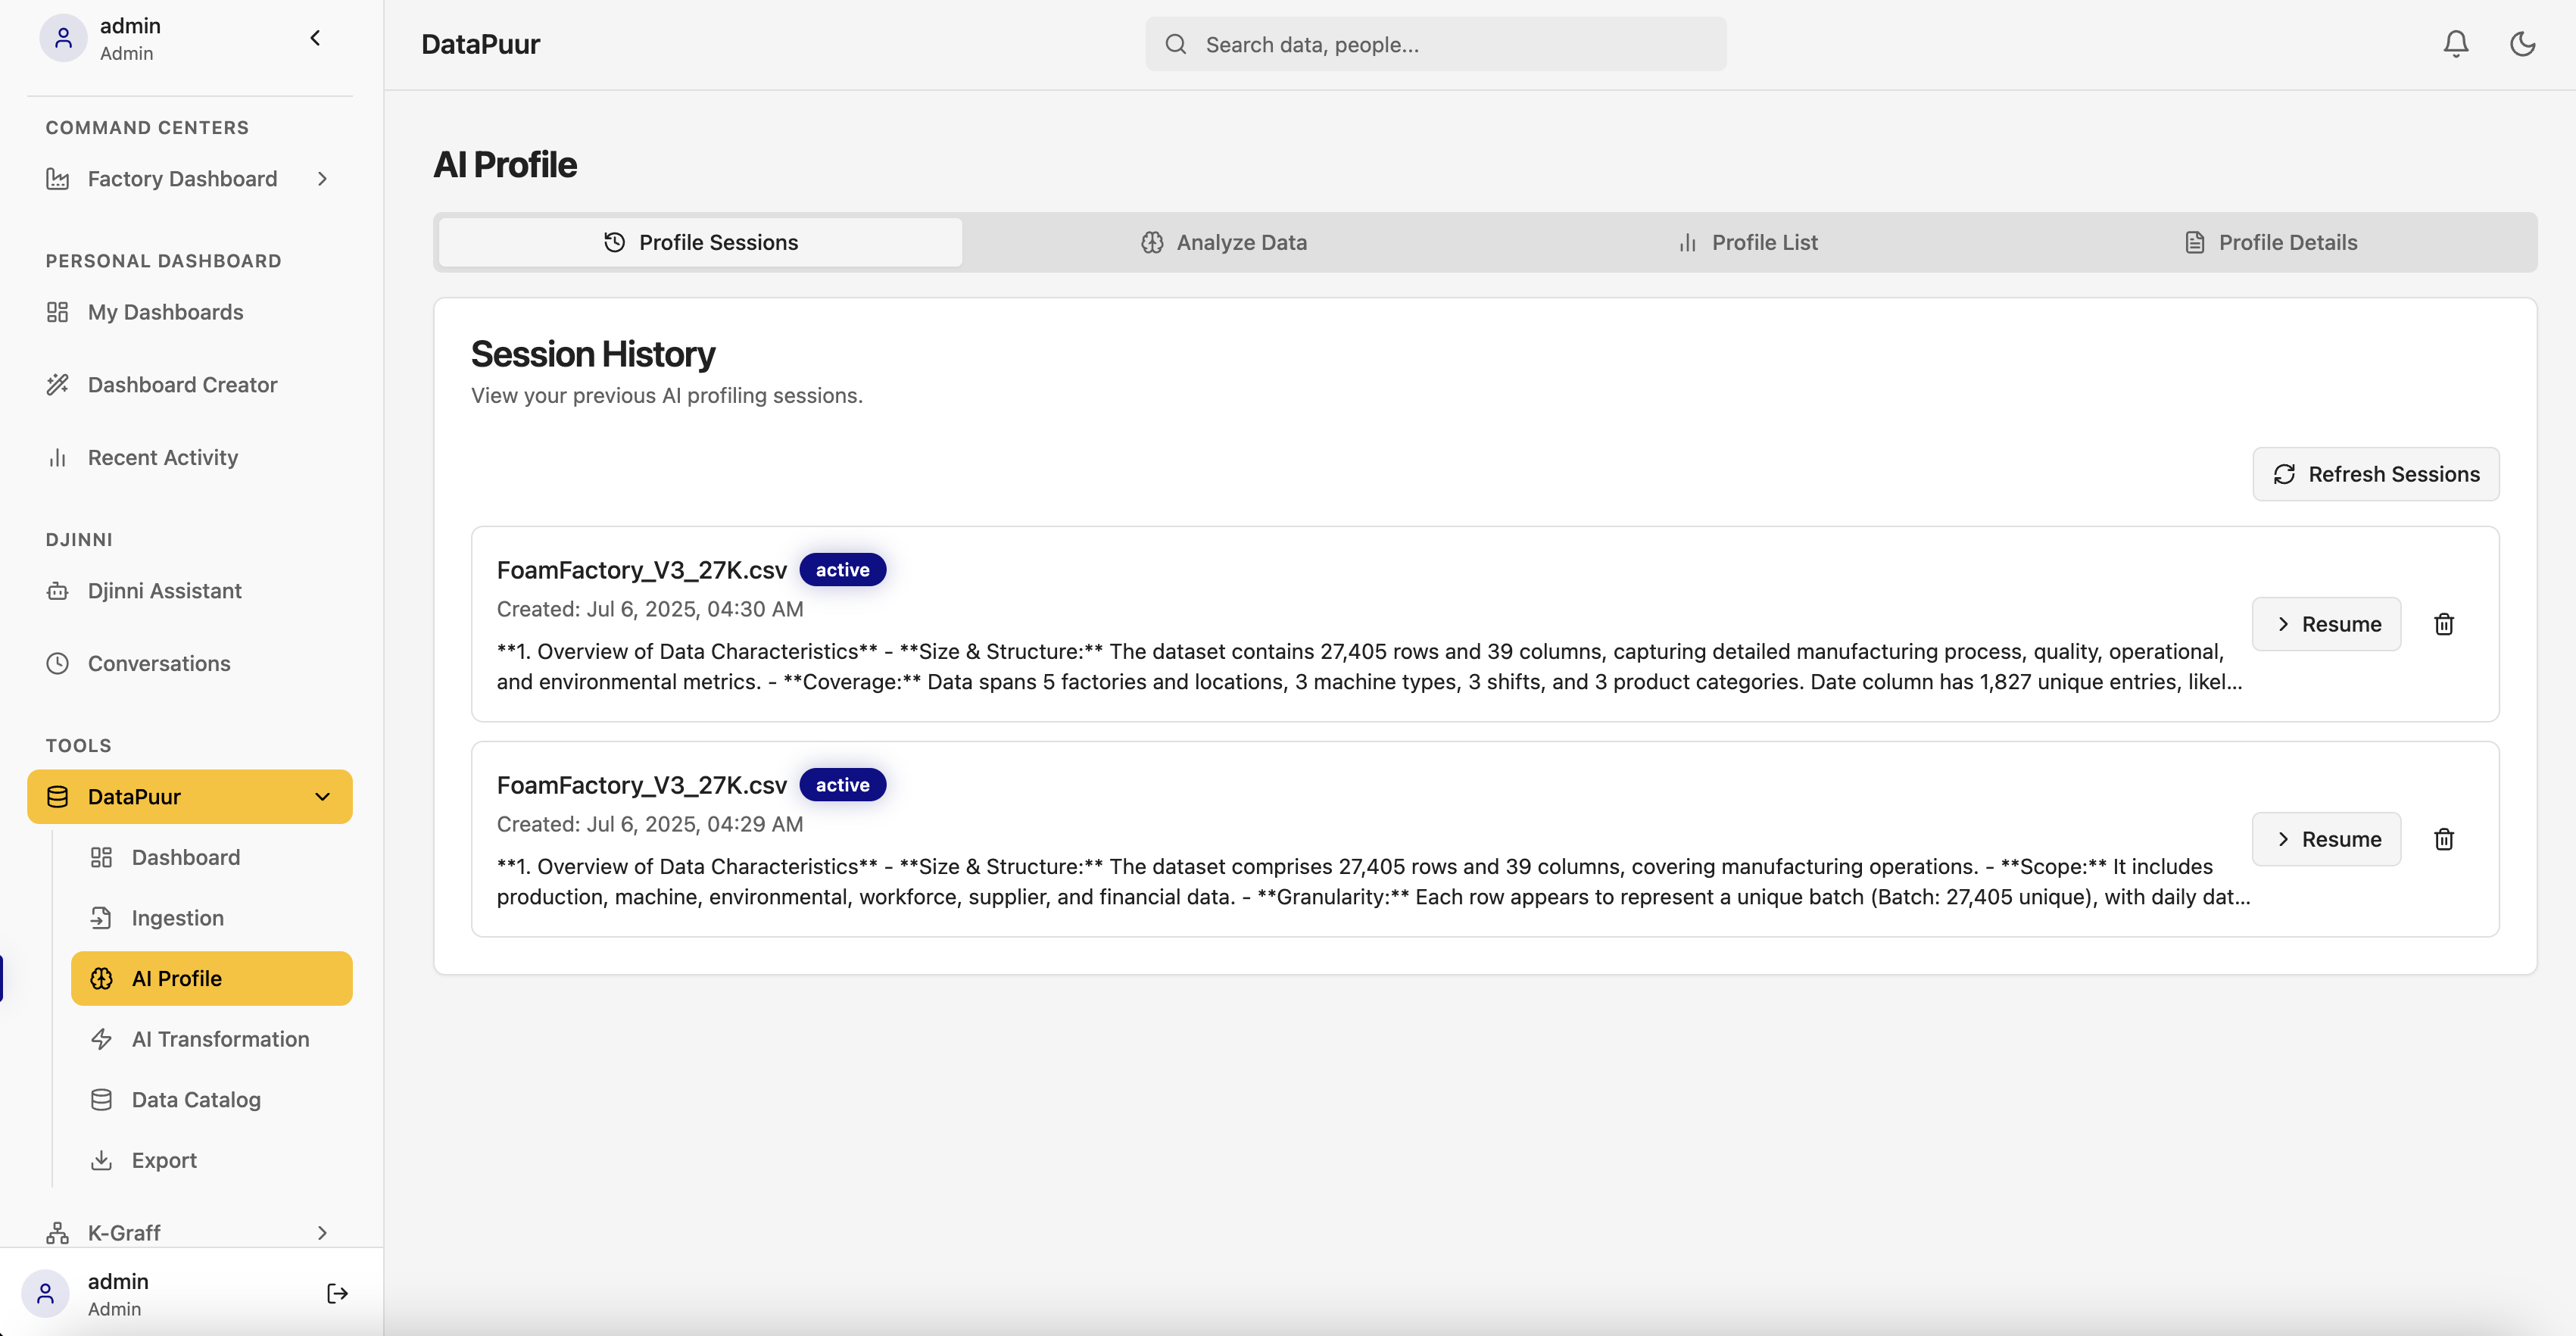 admin
Admin
COMMAND CENTERS
Factory Dashboard
PERSONAL DASHBOARD
My Dashboards
Dashboard Creator
Recent Activity
DJINNI
Djinni Assistant
Conversations
TOOLS
DataPuur
Dashboard
Ingestion
AI Profile
AI Transformation
Data Catalog
Export
K-Graff
admin
Admin
DataPuur
Search data, people...
AI Profile
Profile Sessions
Analyze Data
Profile List
Profile Details
Session History
View your previous AI profiling sessions.
Refresh Sessions
FoamFactory_V3_27K.csv active
Created: Jul 6, 2025, 04:30 AM
**1. Overview of Data Characteristics** - **Size & Structure:** The dataset contains 27,405 rows and 39 columns, capturing detailed manufacturing process, quality, operational,
and environmental metrics. - **Coverage:** Data spans 5 factories and locations, 3 machine types, 3 shifts, and 3 product categories. Date column has 1,827 unique entries, likel...
Resume
FoamFactory_V3_27K.csv active
Created: Jul 6, 2025, 04:29 AM
**1. Overview of Data Characteristics** - **Size & Structure:** The dataset comprises 27,405 rows and 39 columns, covering manufacturing operations. - **Scope:** It includes
production, machine, environmental, workforce, supplier, and financial data. - **Granularity:** Each row appears to represent a unique batch (Batch: 27,405 unique), with daily dat...
Resume